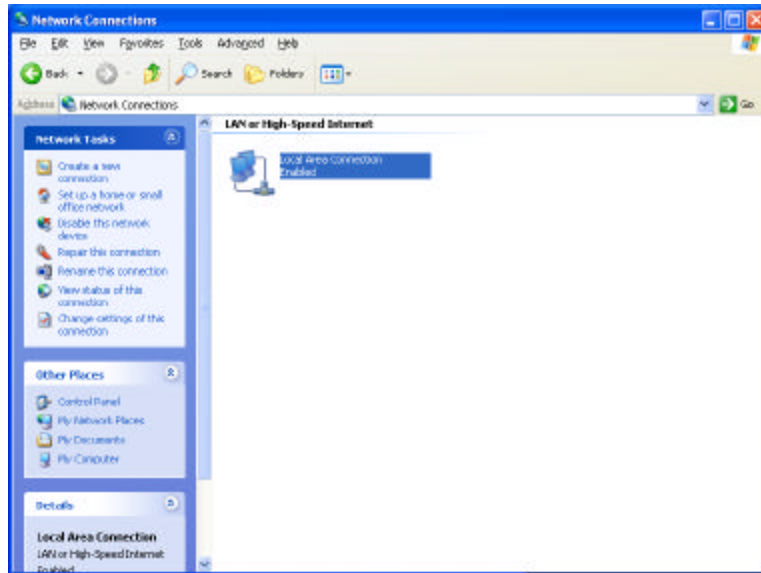 Network Connections
File Edit View Favorites Tools Advanced Help
Back Search Folders
Address Network Connections Go
Network Tasks
Create a new
connection
Set up a home or small
office network
Disable this network
device
Repair this connection
Rename this connection
View status of this
connection
Change settings of this
connection
Other Places
Control Panel
My Network Places
My Documents
My Computer
Details
Local Area Connection
LAN or High-Speed Internet
Enabled
LAN or High-Speed Internet
Local Area Connection
Enabled